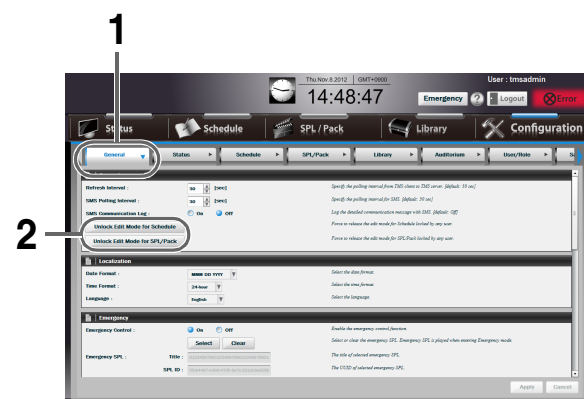 1
Thu.Nov.8.2012 GMT+0900
14:48:47
User : tmsadmin
Emergency ? Logout Error
Status Schedule SPL / Pack Library Configuration
General Status Schedule SPL/Pack Library Auditorium User/Role
Refresh Interval : 30 [sec] Specify the polling interval from TMS client to TMS server. [default: 30 sec]
SMS Polling Interval : 30 [sec] Specify the polling interval for SMS. [default: 30 sec]
SMS Communication Log : On Off Log the detailed communication message with SMS. [default: Off]
2
Unlock Edit Mode for Schedule Force to release the edit mode for Schedule locked by any user.
Unlock Edit Mode for SPL/Pack Force to release the edit mode for SPL/Pack locked by any user.
Localization
Date Format : MMM DD YYYY Select the date format.
Time Format : 24-hour Select the time format.
Language : English Select the language.
Emergency
Emergency Control : On Off Enable the emergency control function.
Select Clear Select or clear the emergency SPL. Emergency SPL is played when entering Emergency mode.
Emergency SPL : Title : The title of selected emergency SPL.
SPL ID : The UUID of selected emergency SPL.
Apply Cancel